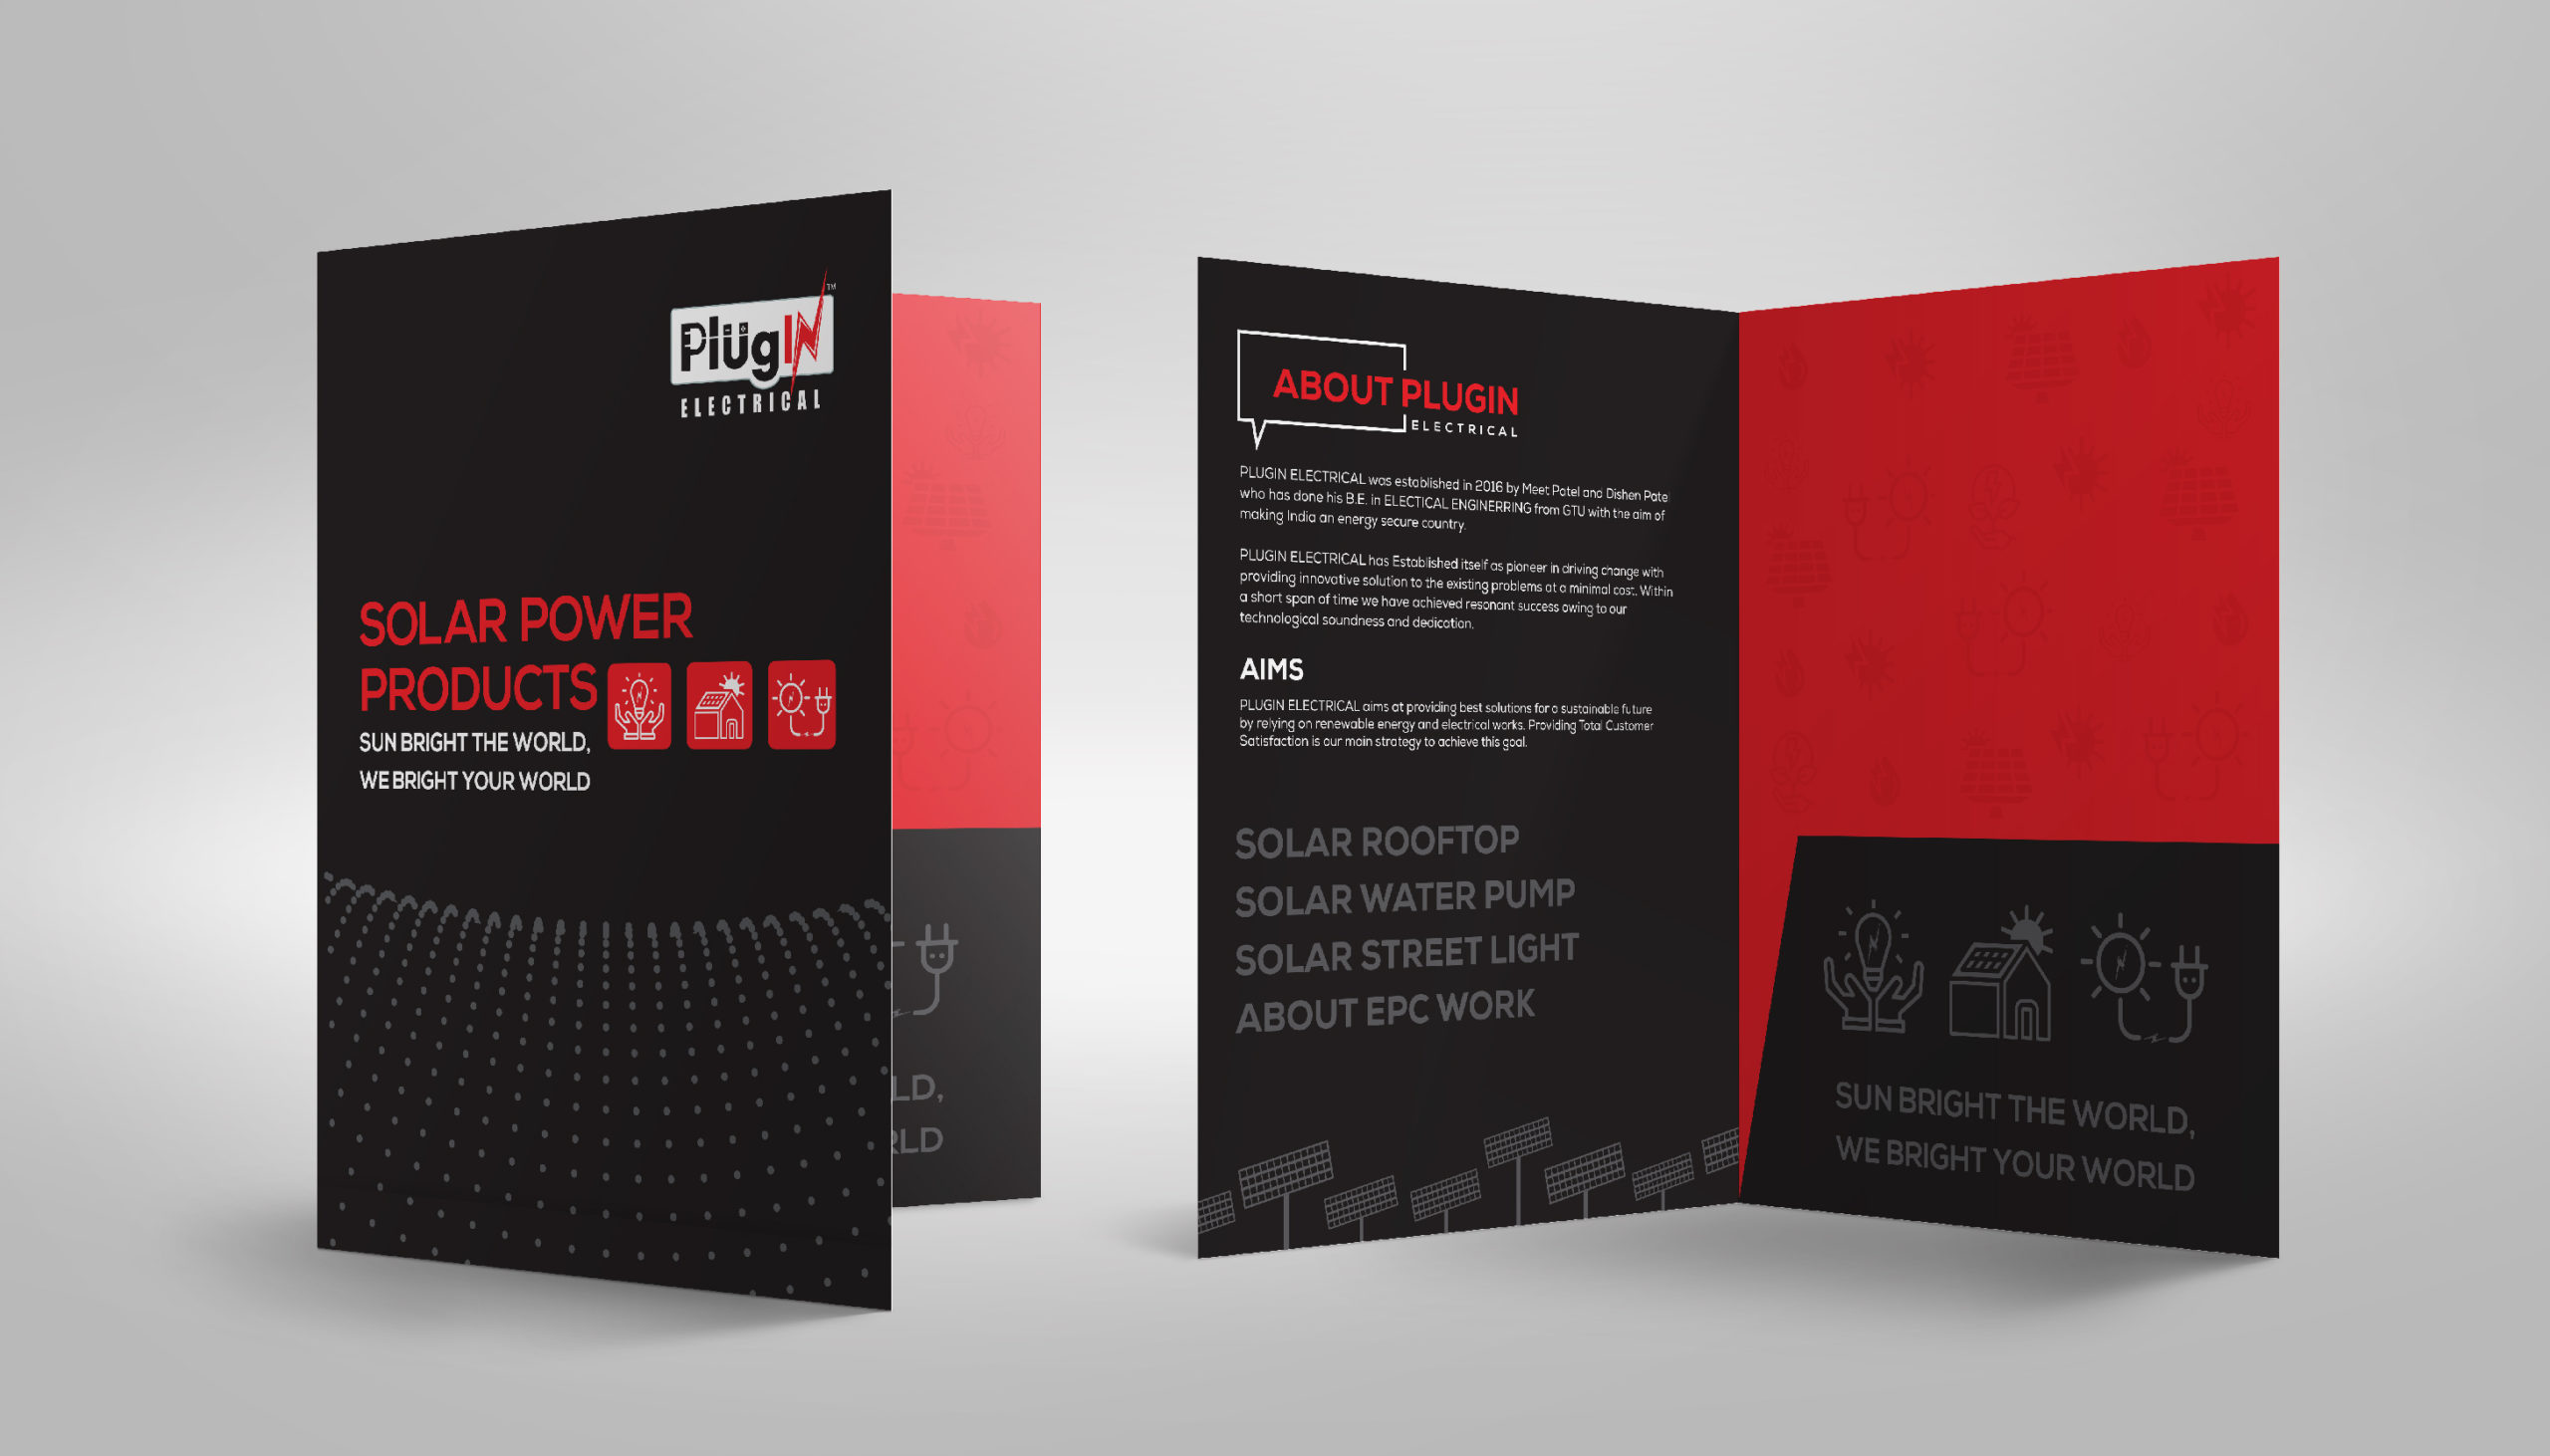 PlugIN
TM
ELECTRICAL
SOLAR POWER
PRODUCTS
SUN BRIGHT THE WORLD,
WE BRIGHT YOUR WORLD
LD,
RLD
ABOUT PLUGIN
ELECTRICAL
PLUGIN ELECTRICAL was established in 2016 by Meet Patel and Dishen Patel
who has done his B.E. in ELECTICAL ENGINERRING from GTU with the aim of
making India an energy secure country.
PLUGIN ELECTRICAL has Established itself as pioneer in driving change with
providing innovative solution to the existing problems at a minimal cost. Within
a short span of time we have achieved resonant success owing to our
technological soundness and dedication.
AIMS
PLUGIN ELECTRICAL aims at providing best solutions for a sustainable future
by relying on renewable energy and electrical works. Providing Total Customer
Satisfaction is our main strategy to achieve this goal.
SOLAR ROOFTOP
SOLAR WATER PUMP
SOLAR STREET LIGHT
ABOUT EPC WORK
SUN BRIGHT THE WORLD,
WE BRIGHT YOUR WORLD